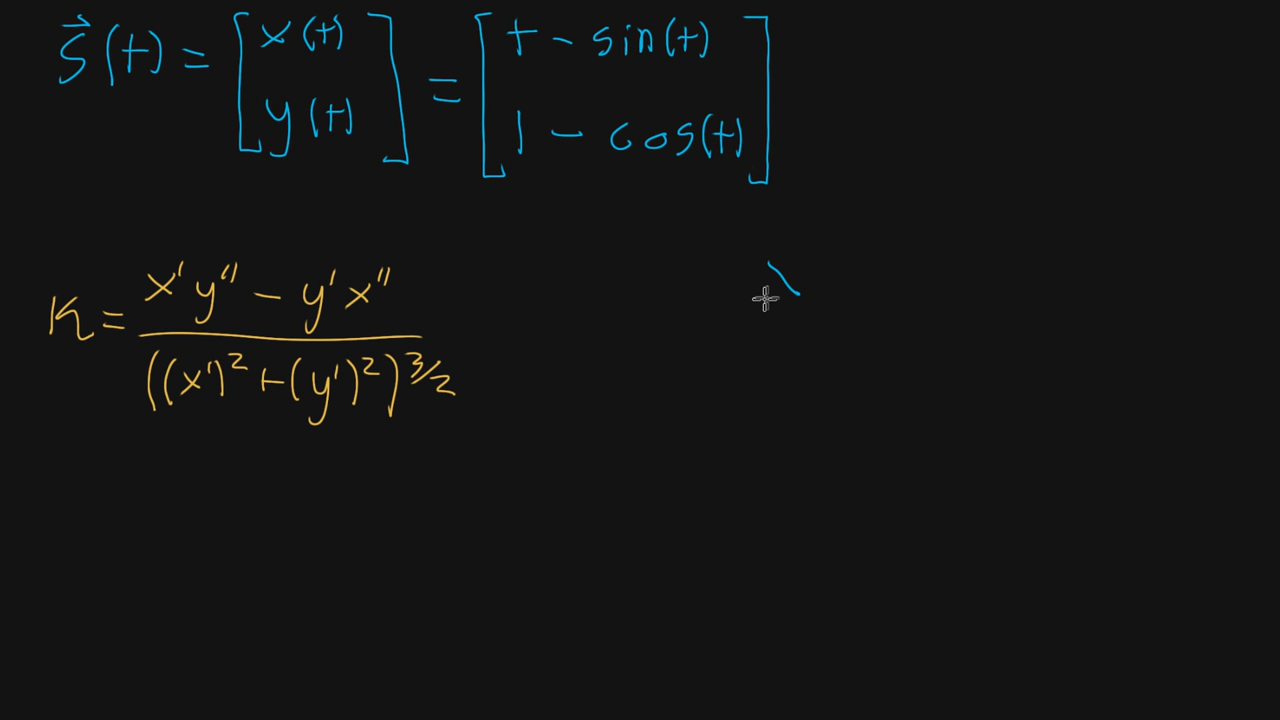 s⃗(t) = [x(t) y(t)] = [t - sin(t) 1 - cos(t)]
κ = (x'y'' - y'x'') / ((x')² + (y')²)^3/2